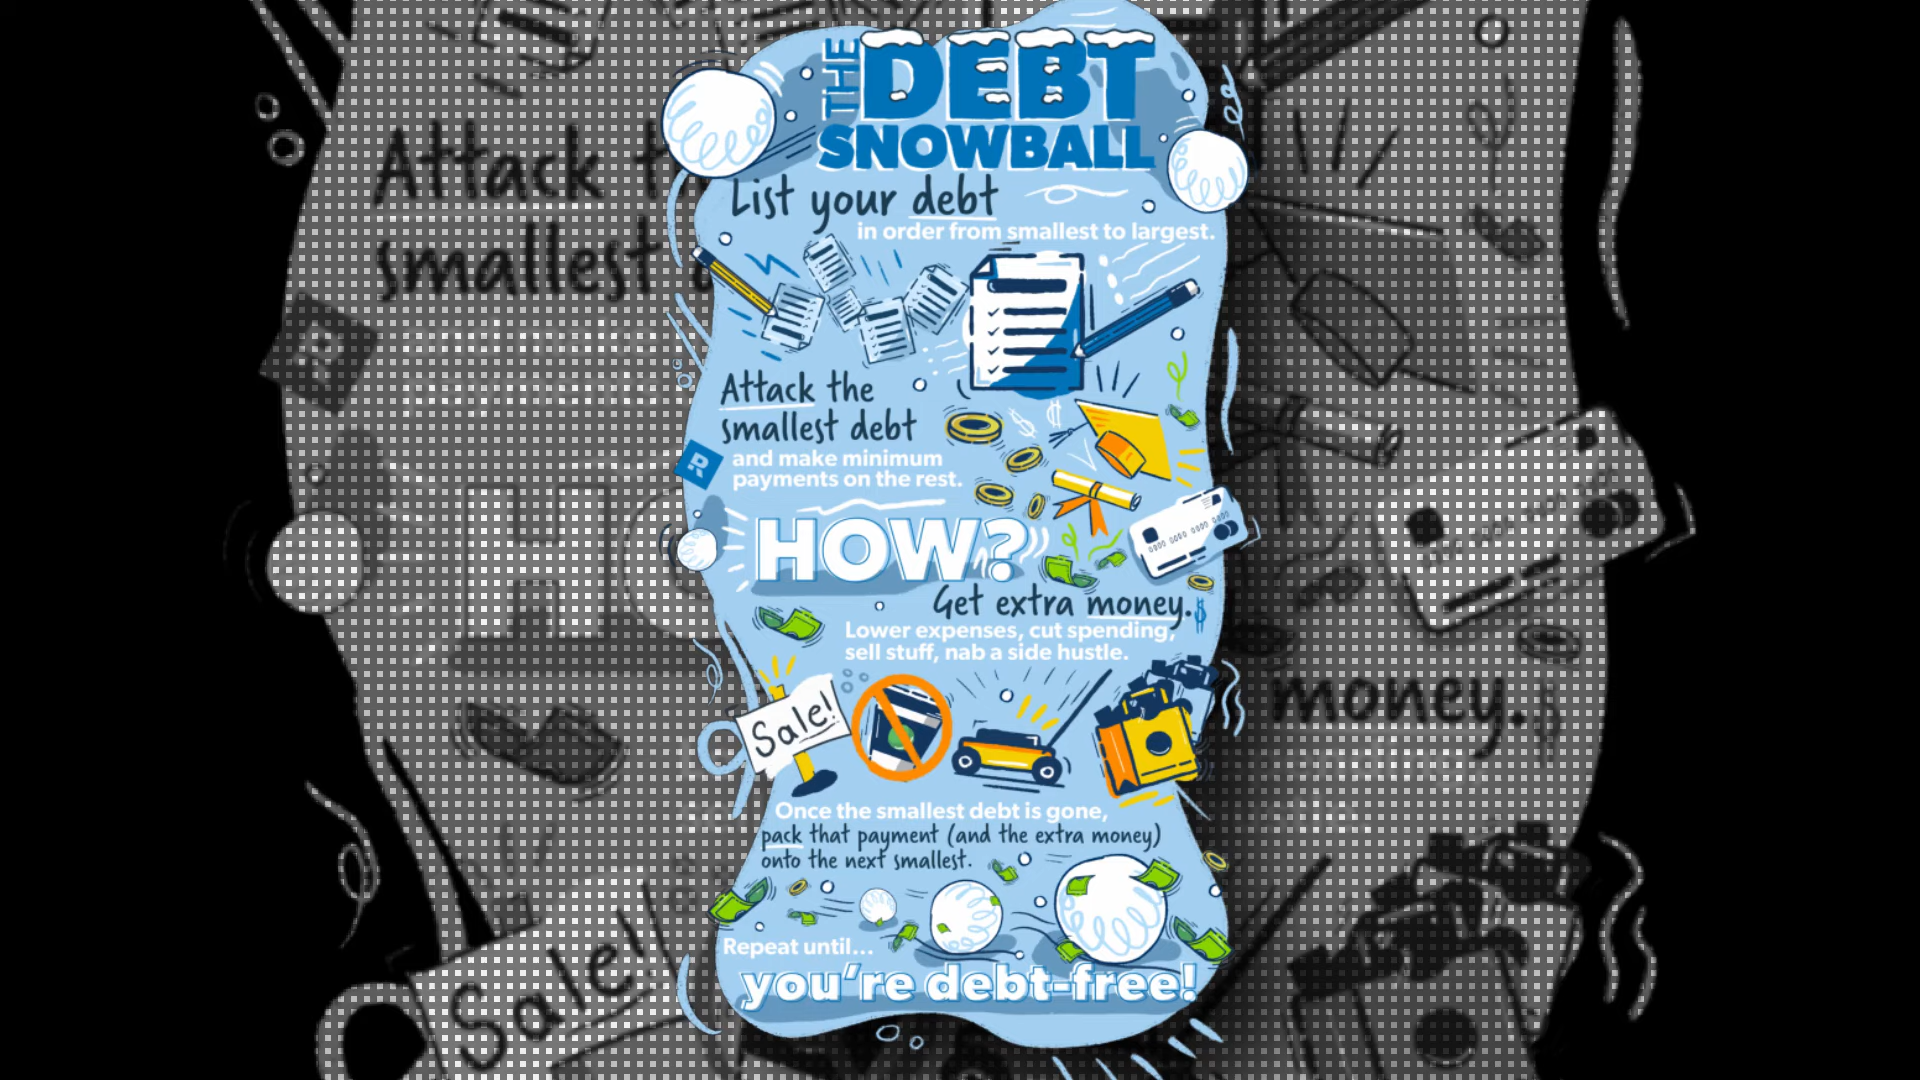 THE DEBT
SNOWBALL
List your debt
in order from smallest to largest.
Attack the
smallest debt
and make minimum
payments on the rest.
HOW?
Get extra money.
Lower expenses, cut spending,
sell stuff, nab a side hustle.
Sale!
Once the smallest debt is gone,
pack that payment (and the extra money)
onto the next smallest.
Repeat until...
you're debt-free!
Attack t
smallest
HO
money.
Sale!